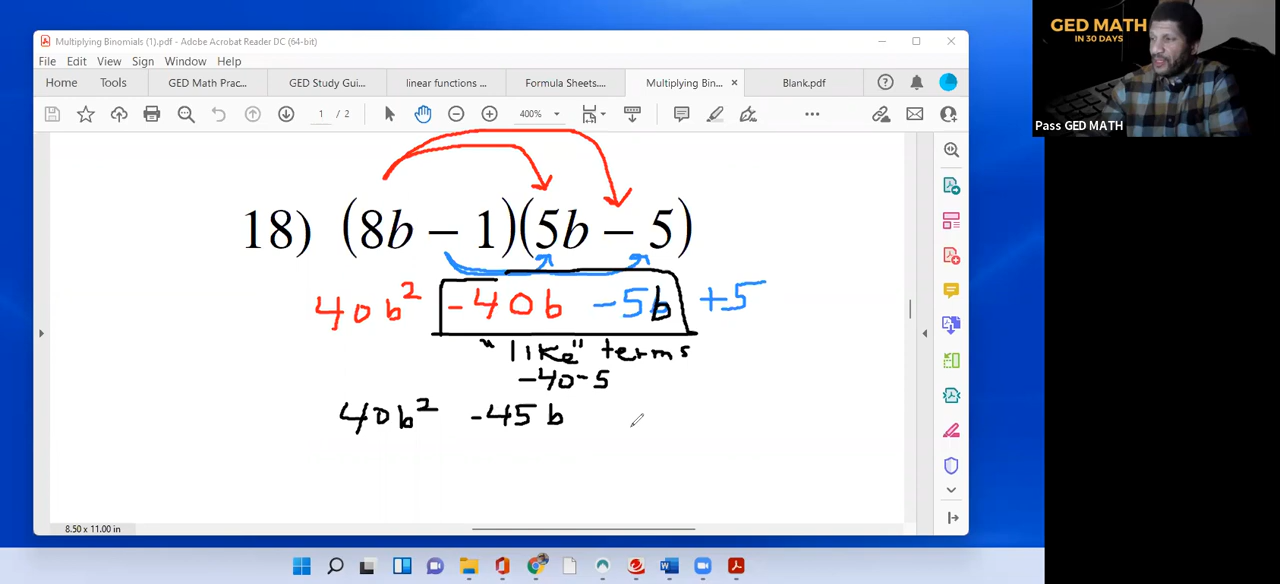 GED MATH
IN 30 DAYS
Pass GED MATH
Multiplying Binomials (1).pdf - Adobe Acrobat Reader DC (64-bit)
File Edit View Sign Window Help
Home Tools GED Math Prac... GED Study Gui... linear functions ... Formula Sheets.... Multiplying Bin... × Blank.pdf
1 / 2 400%
18) (8b − 1)(5b − 5)
40b² -40b -5b +5
"like" terms
-40-5
40b² -45b
8.50 x 11.00 in